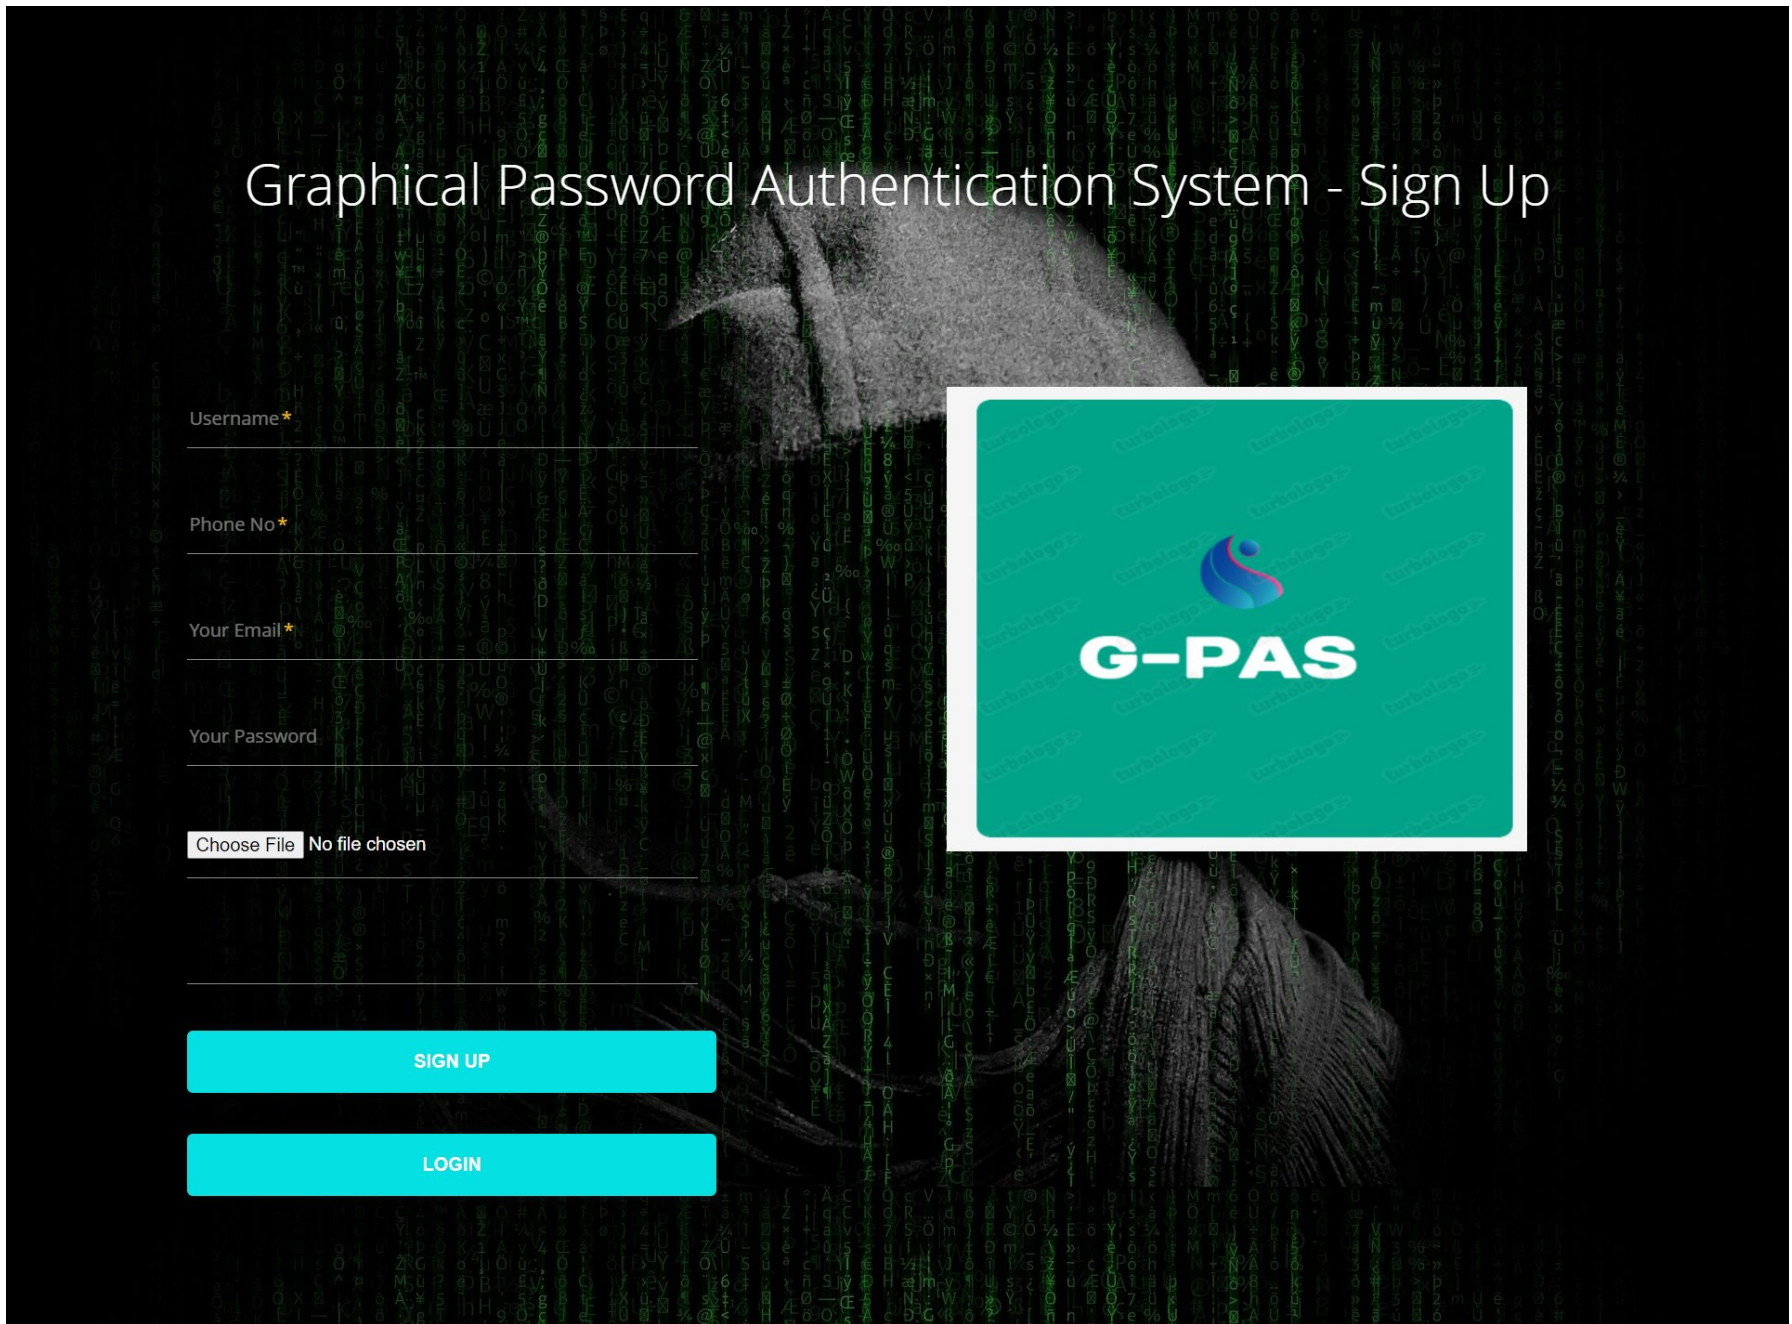 Graphical Password Authentication System - Sign Up
Username*
Phone No*
Your Email*
Your Password
Choose File No file chosen
SIGN UP
LOGIN
G-PAS
turbologo